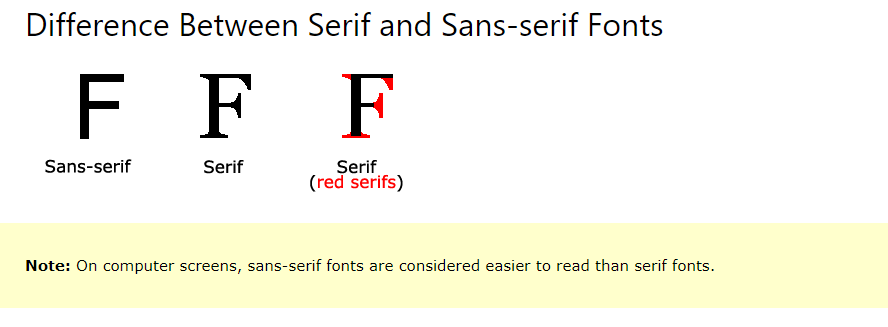 Difference Between Serif and Sans-serif Fonts
F F F
Sans-serif Serif Serif
(red serifs)
Note: On computer screens, sans-serif fonts are considered easier to read than serif fonts.